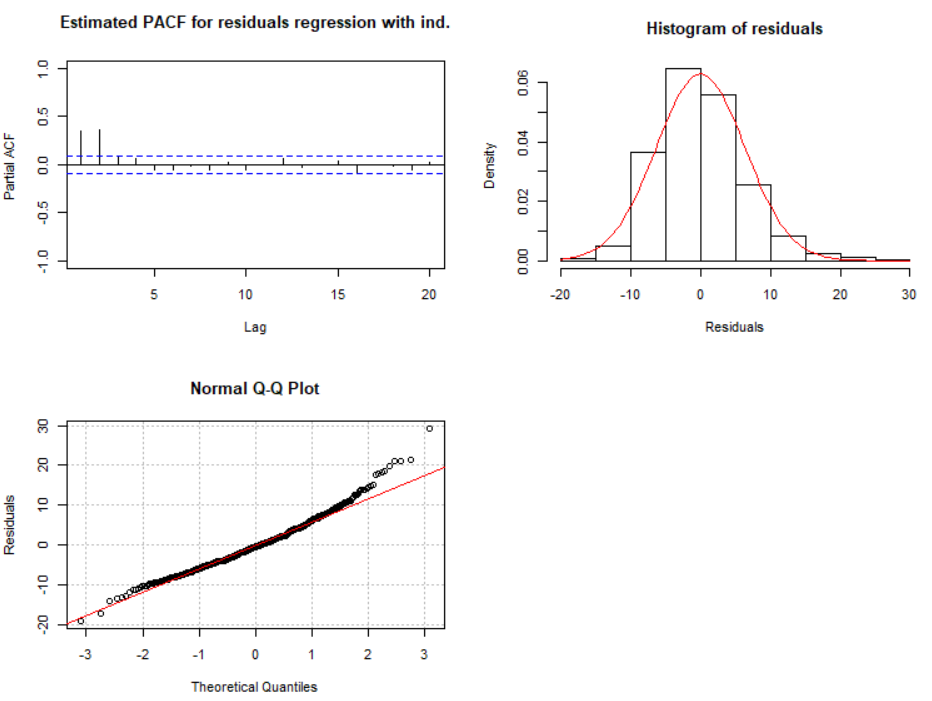 Estimated PACF for residuals regression with ind.
Partial ACF
1.0
0.5
0.0
-0.5
-1.0
5 10 15 20
Lag
Histogram of residuals
Density
0.06
0.04
0.02
0.00
-20 -10 0 10 20 30
Residuals
Normal Q-Q Plot
Residuals
30
20
10
0
-10
-20
-3 -2 -1 0 1 2 3
Theoretical Quantiles